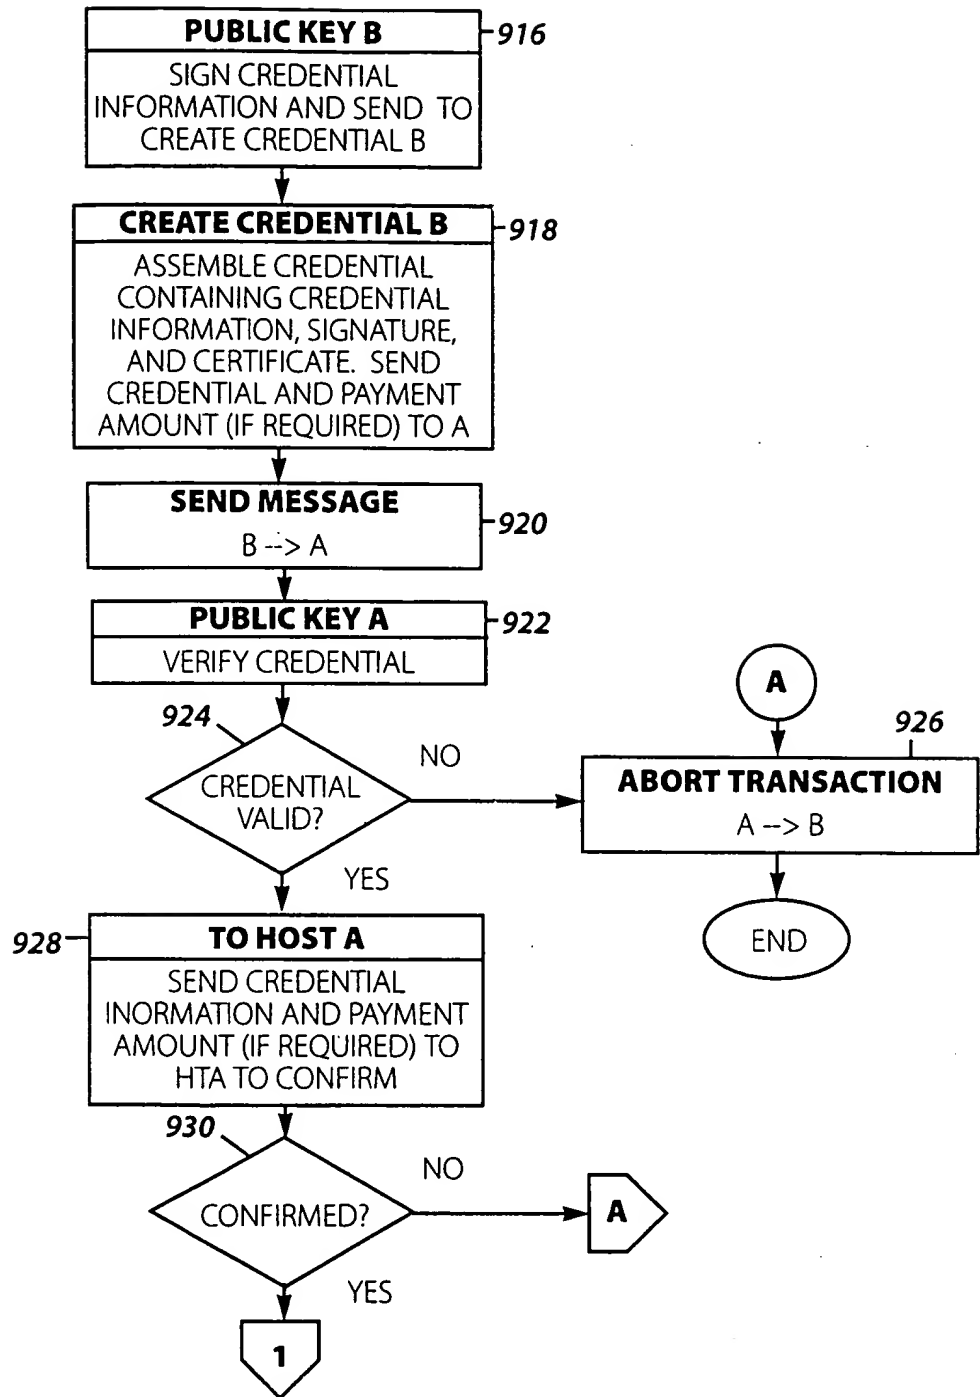 PUBLIC KEY B
916
SIGN CREDENTIAL
INFORMATION AND SEND TO
CREATE CREDENTIAL B
CREATE CREDENTIAL B
918
ASSEMBLE CREDENTIAL
CONTAINING CREDENTIAL
INFORMATION, SIGNATURE,
AND CERTIFICATE. SEND
CREDENTIAL AND PAYMENT
AMOUNT (IF REQUIRED) TO A
SEND MESSAGE
920
B --> A
PUBLIC KEY A
922
VERIFY CREDENTIAL
924
CREDENTIAL
VALID?
NO
YES
A
926
ABORT TRANSACTION
A --> B
END
928
TO HOST A
SEND CREDENTIAL
INORMATION AND PAYMENT
AMOUNT (IF REQUIRED) TO
HTA TO CONFIRM
930
CONFIRMED?
NO
A
YES
1